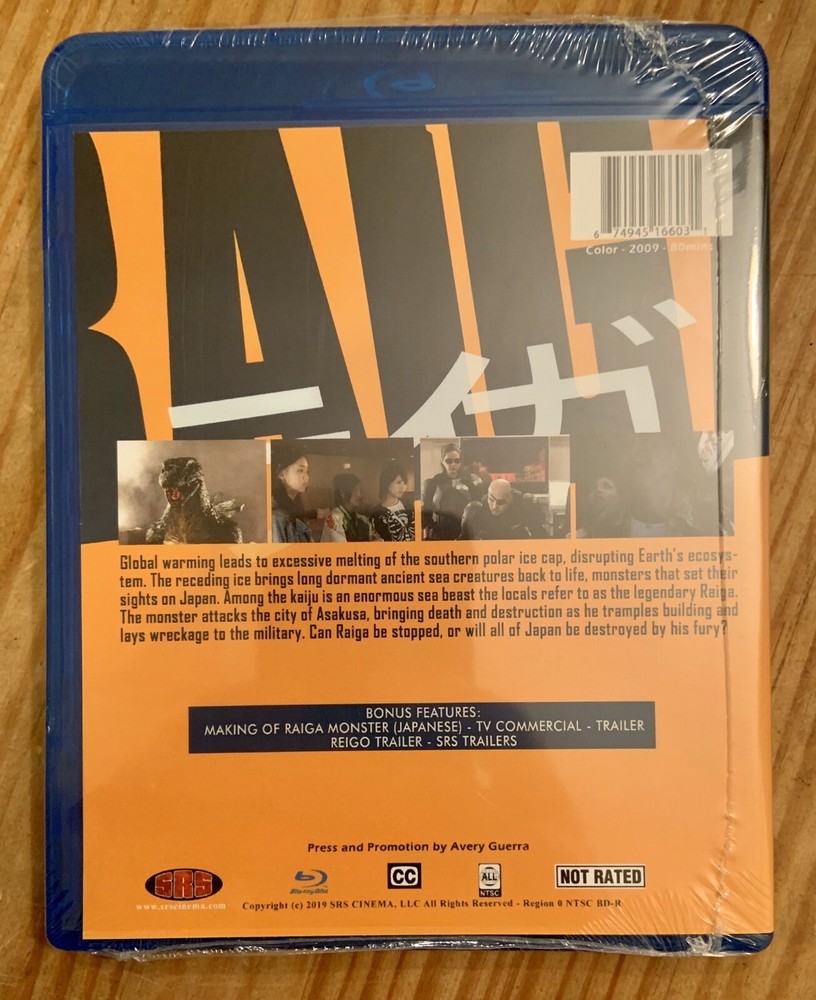 RAIGA
6 74945 16603 1
Color - 2009 - 80mins
ライガ
Global warming leads to excessive melting of the southern polar ice cap, disrupting Earth's ecosys-
tem. The receding ice brings long dormant ancient sea creatures back to life, monsters that set their
sights on Japan. Among the kaiju is an enormous sea beast the locals refer to as the legendary Raiga.
The monster attacks the city of Asakusa, bringing death and destruction as he tramples building and
lays wreckage to the military. Can Raiga be stopped, or will all of Japan be destroyed by his fury?
BONUS FEATURES:
MAKING OF RAIGA MONSTER (JAPANESE) - TV COMMERCIAL - TRAILER
REIGO TRAILER - SRS TRAILERS
Press and Promotion by Avery Guerra
SRS
www.srscinema.com
Blu-ray Disc
CC
ALL
NTSC
NOT RATED
Copyright (c) 2019 SRS CINEMA, LLC All Rights Reserved - Region 0 NTSC BD-R